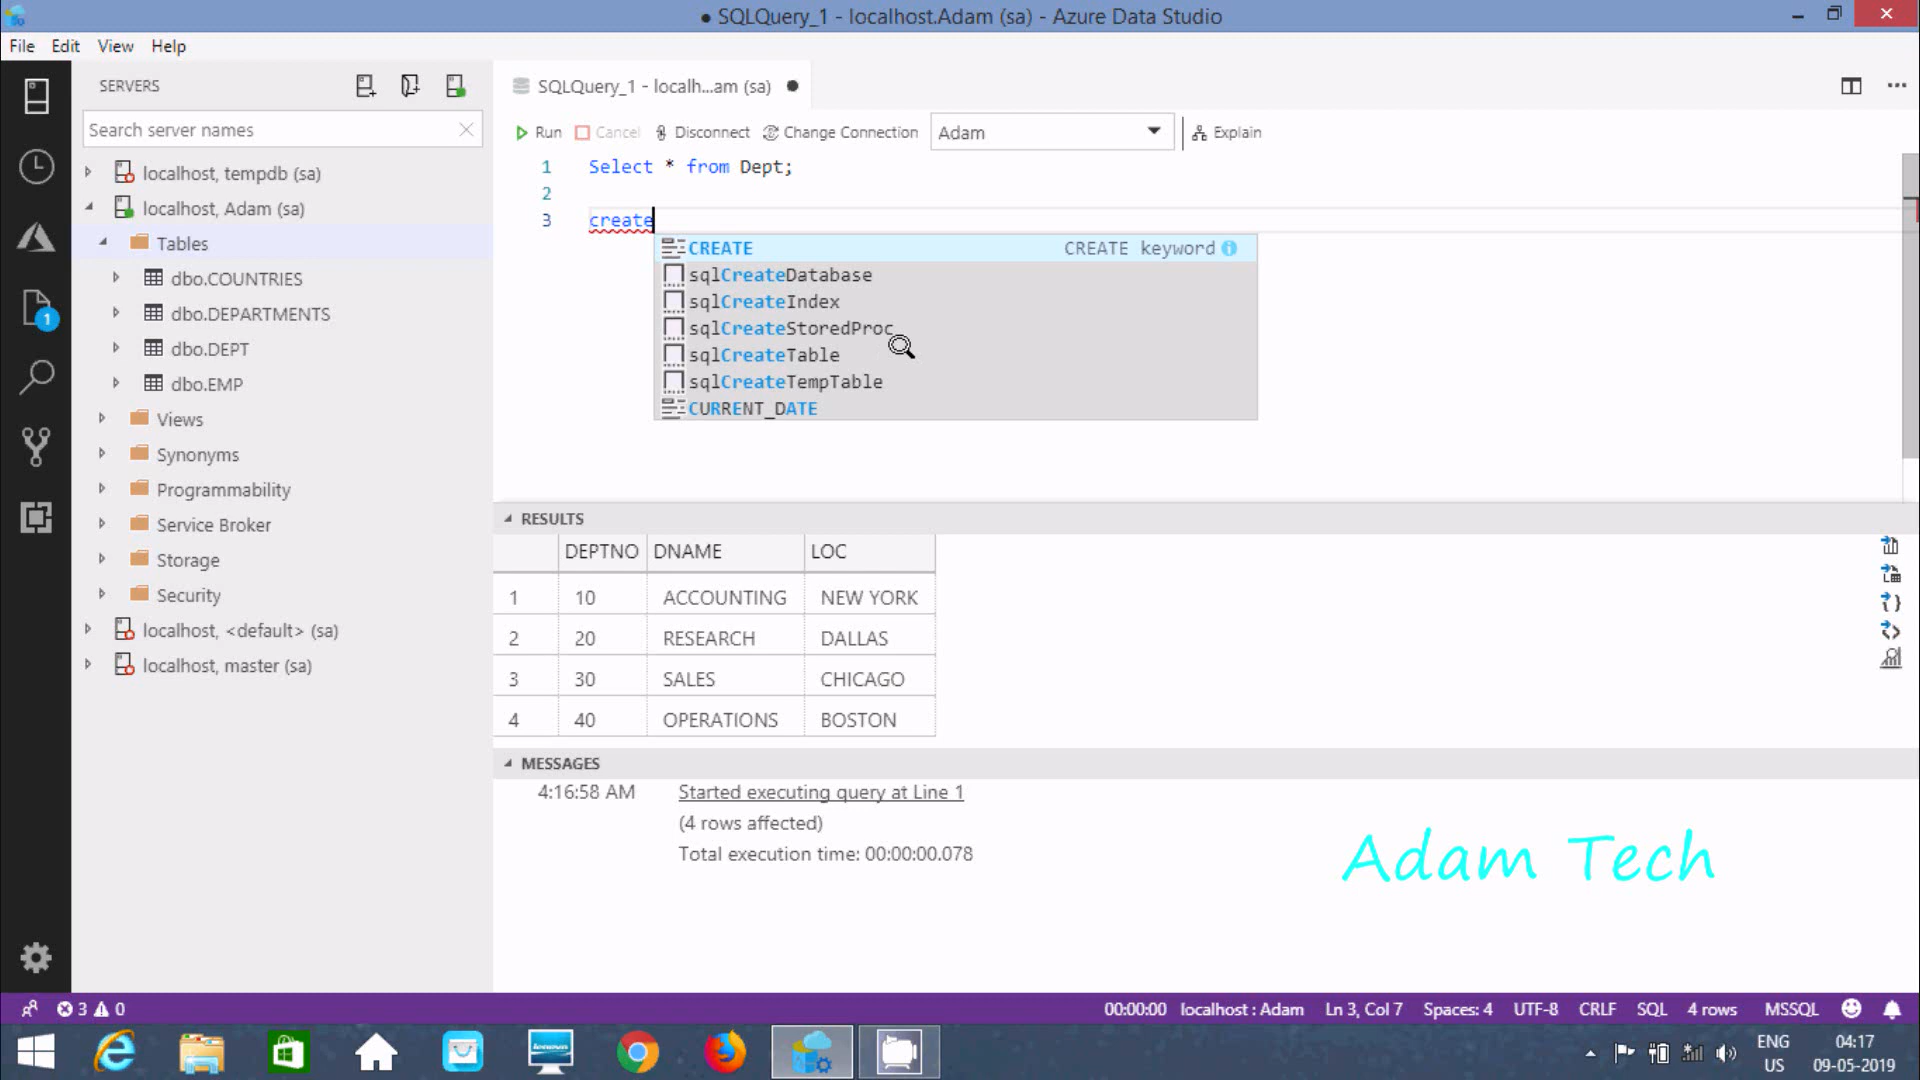 ● SQLQuery_1 - localhost.Adam (sa) - Azure Data Studio
File Edit View Help
SERVERS
Search server names
localhost, tempdb (sa)
localhost, Adam (sa)
Tables
dbo.COUNTRIES
dbo.DEPARTMENTS
dbo.DEPT
dbo.EMP
Views
Synonyms
Programmability
Service Broker
Storage
Security
localhost, <default> (sa)
localhost, master (sa)
1
SQLQuery_1 - localh...am (sa) ●
Run Cancel Disconnect Change Connection Adam Explain
1 Select * from Dept;
2
3 create
CREATE CREATE keyword
sqlCreateDatabase
sqlCreateIndex
sqlCreateStoredProc
sqlCreateTable
sqlCreateTempTable
CURRENT_DATE
RESULTS
DEPTNO DNAME LOC
1 10 ACCOUNTING NEW YORK
2 20 RESEARCH DALLAS
3 30 SALES CHICAGO
4 40 OPERATIONS BOSTON
MESSAGES
4:16:58 AM Started executing query at Line 1
(4 rows affected)
Total execution time: 00:00:00.078
Adam Tech
3 0 00:00:00 localhost : Adam Ln 3, Col 7 Spaces: 4 UTF-8 CRLF SQL 4 rows MSSQL
ENG 04:17
US 09-05-2019